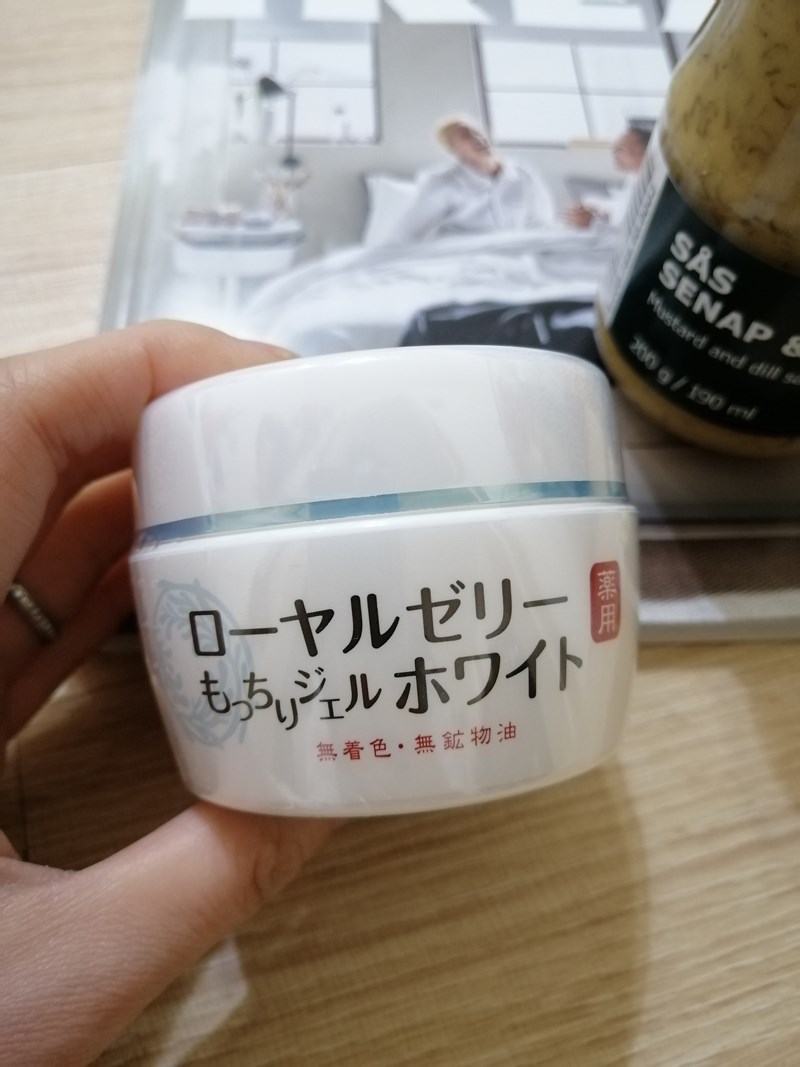 ローヤルゼリー
もっちりジェルホワイト
薬用
無着色・無鉱物油
SÅS
SENAP &
Mustard and dill
200 g / 190 ml